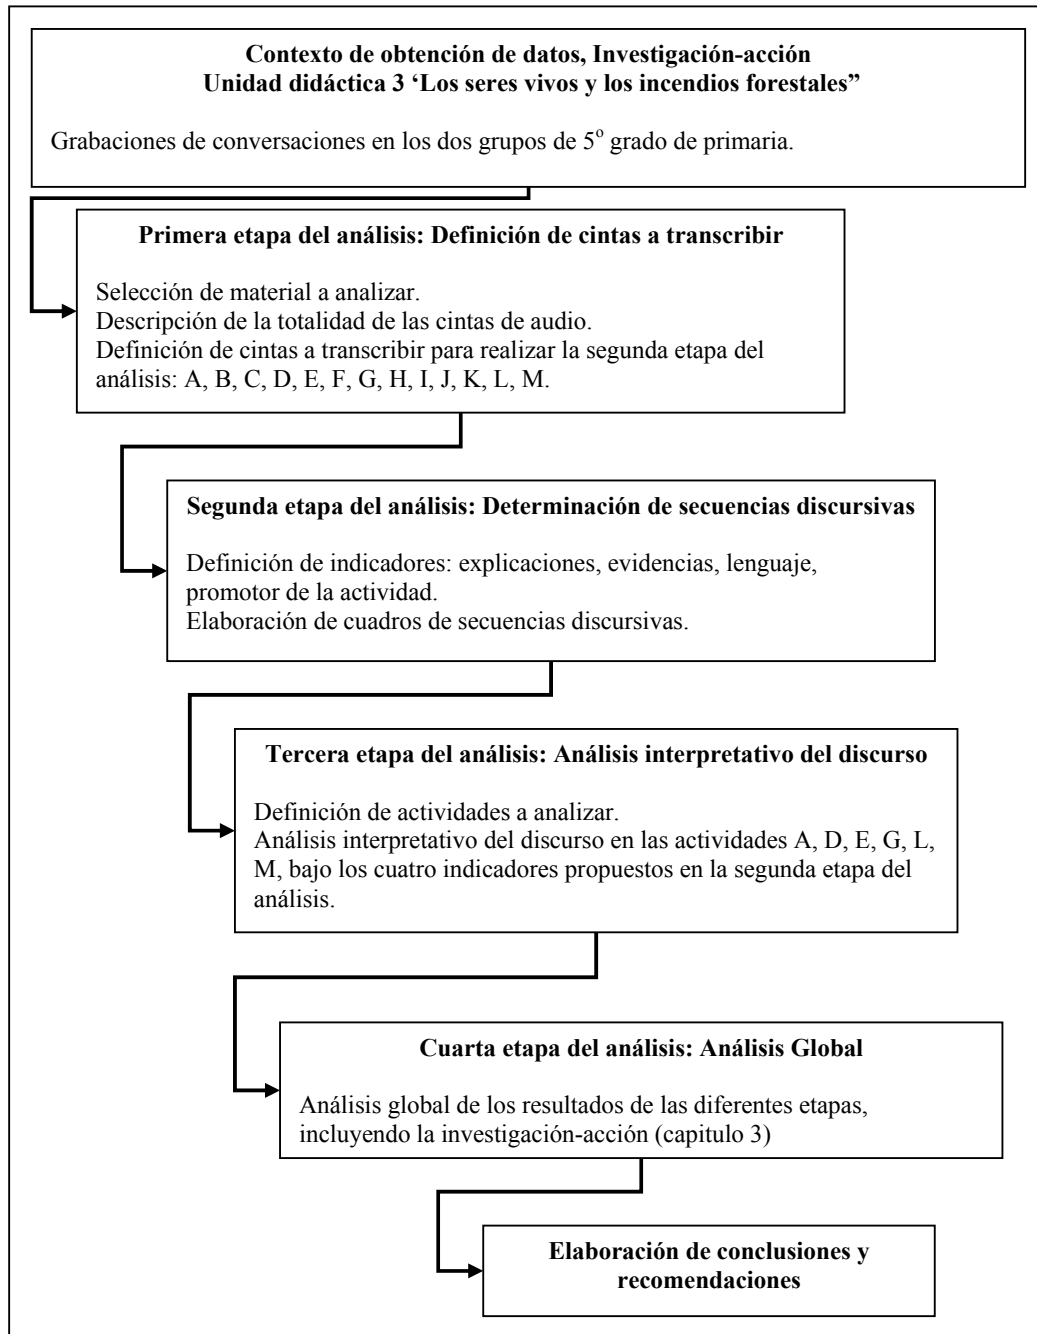 Contexto de obtención de datos, Investigación-acción
Unidad didáctica 3 ‘Los seres vivos y los incendios forestales”
Grabaciones de conversaciones en los dos grupos de 5º grado de primaria.
Primera etapa del análisis: Definición de cintas a transcribir
Selección de material a analizar.
Descripción de la totalidad de las cintas de audio.
Definición de cintas a transcribir para realizar la segunda etapa del
análisis: A, B, C, D, E, F, G, H, I, J, K, L, M.
Segunda etapa del análisis: Determinación de secuencias discursivas
Definición de indicadores: explicaciones, evidencias, lenguaje,
promotor de la actividad.
Elaboración de cuadros de secuencias discursivas.
Tercera etapa del análisis: Análisis interpretativo del discurso
Definición de actividades a analizar.
Análisis interpretativo del discurso en las actividades A, D, E, G, L,
M, bajo los cuatro indicadores propuestos en la segunda etapa del
análisis.
Cuarta etapa del análisis: Análisis Global
Análisis global de los resultados de las diferentes etapas,
incluyendo la investigación-acción (capitulo 3)
Elaboración de conclusiones y
recomendaciones